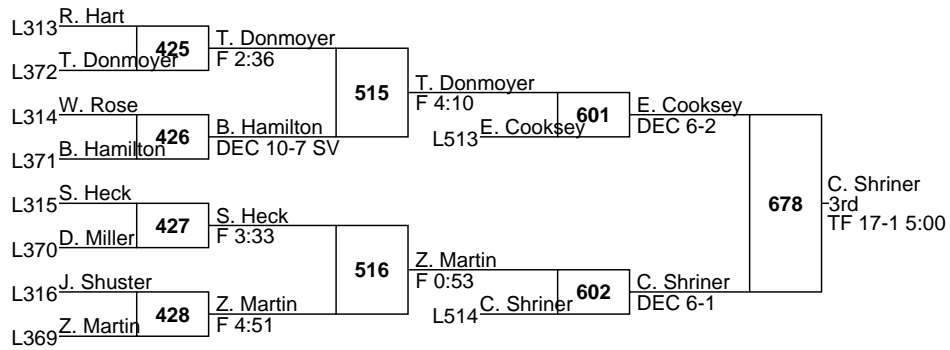 L313 R. Hart
425
T. Donmoyer
F 2:36
L372 T. Donmoyer
515
T. Donmoyer
F 4:10
L314 W. Rose
426
B. Hamilton
DEC 10-7 SV
L371 B. Hamilton
601
E. Cooksey
DEC 6-2
L513 E. Cooksey
L315 S. Heck
427
S. Heck
F 3:33
L370 D. Miller
516
Z. Martin
F 0:53
L316 J. Shuster
428
Z. Martin
F 4:51
L369 Z. Martin
602
C. Shriner
DEC 6-1
L514 C. Shriner
678
C. Shriner
3rd
TF 17-1 5:00